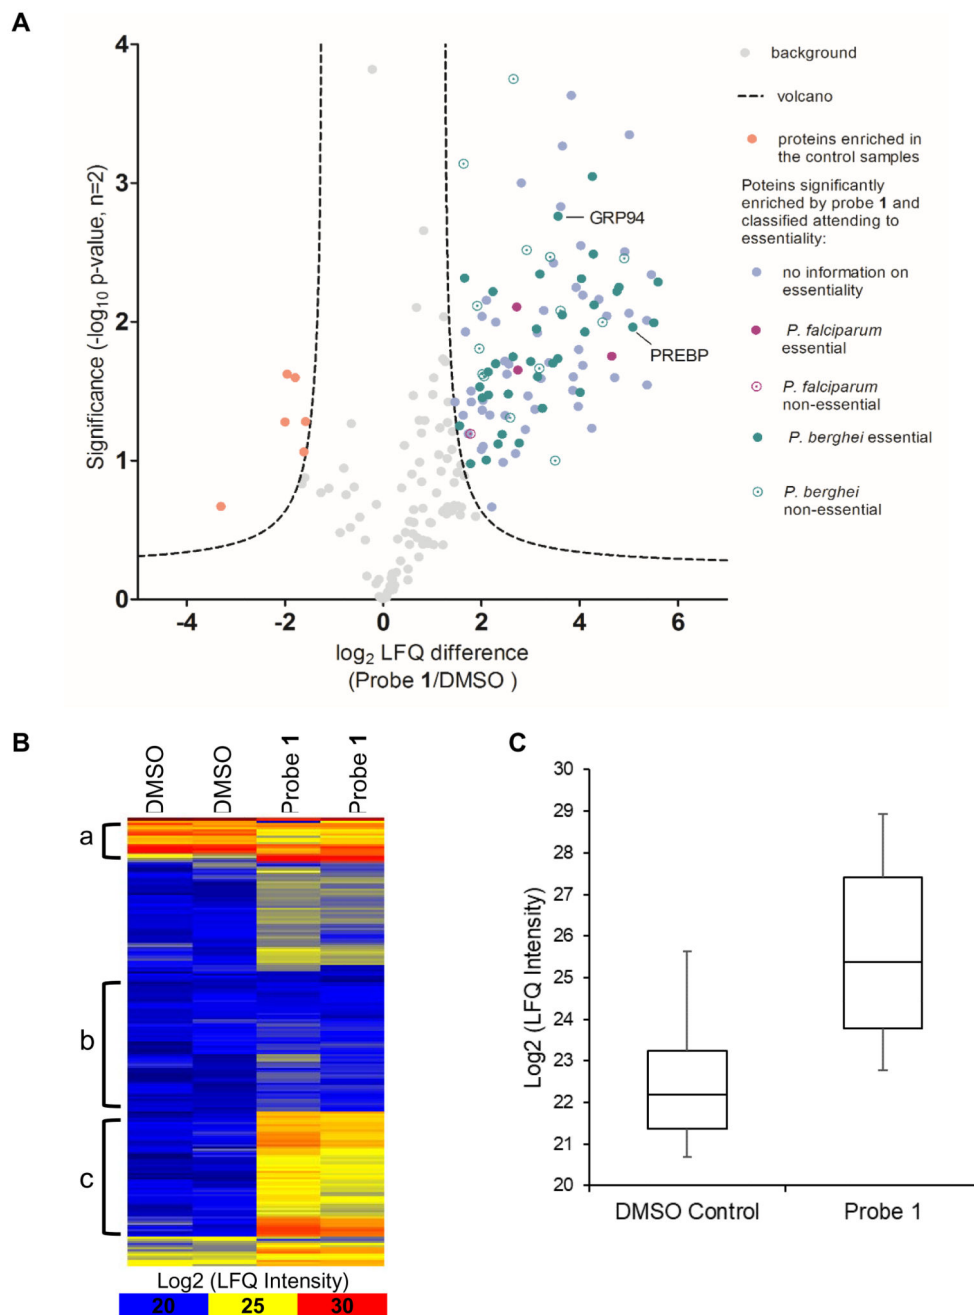 A
4
3
2
1
0
-4
-2
0
2
4
6
Significance (-log10 p-value, n=2)
log2 LFQ difference
(Probe 1/DMSO )
GRP94
PREBP
background
volcano
proteins enriched in
the control samples
Poteins significantly
enriched by probe 1 and
classified attending to
essentiality:
no information on
essentiality
P. falciparum
essential
P. falciparum
non-essential
P. berghei essential
P. berghei
non-essential
B
DMSO
DMSO
Probe 1
Probe 1
a
b
c
Log2 (LFQ Intensity)
20 25 30
C
30
29
28
27
26
25
24
23
22
21
20
Log2 (LFQ Intensity)
DMSO Control
Probe 1